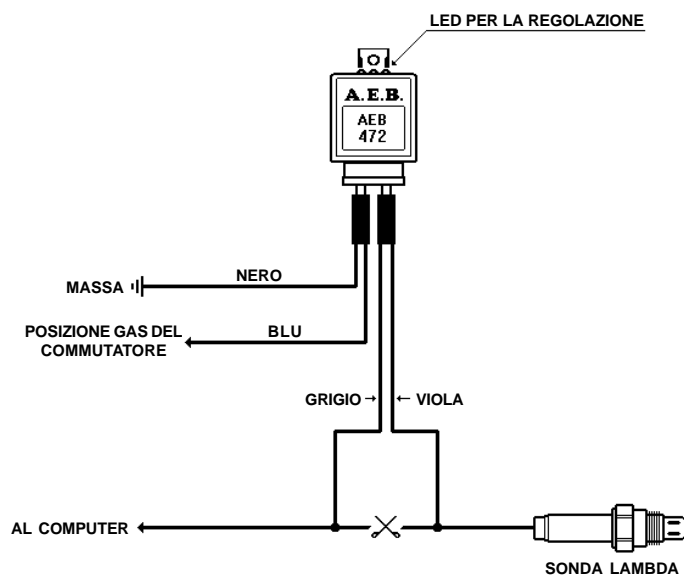 LED PER LA REGOLAZIONE
A.E.B.
AEB
472
NERO
MASSA
POSIZIONE GAS DEL
COMMUTATORE
BLU
GRIGIO
VIOLA
AL COMPUTER
SONDA LAMBDA